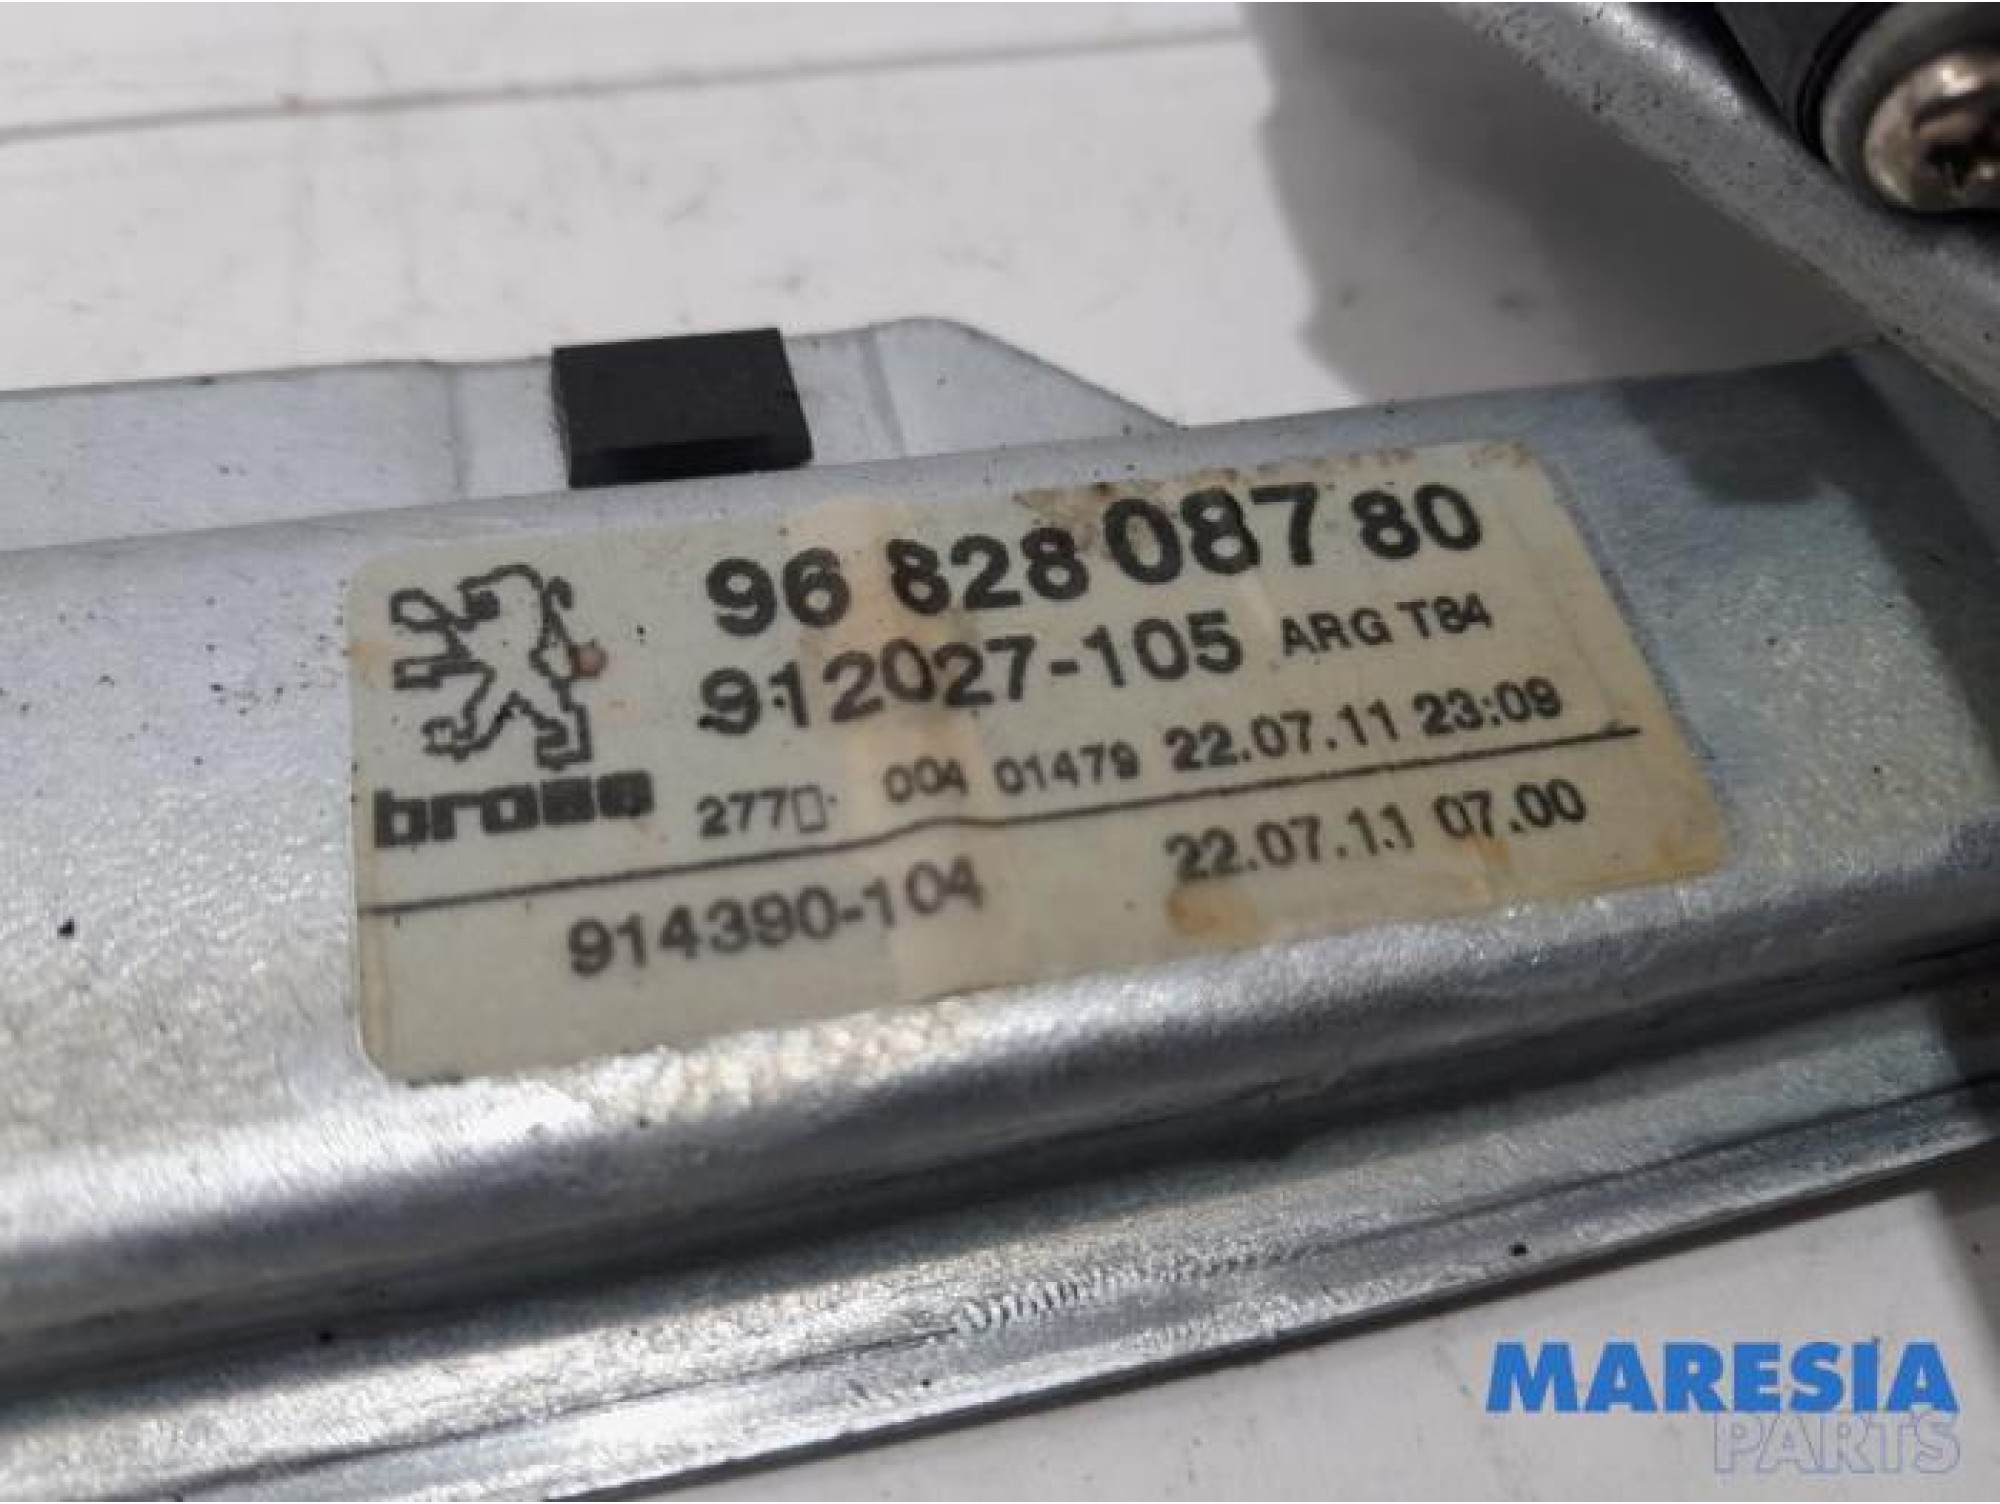 96 828 087 80
912027-105 ARG T84
brose 277▯· 004 01479 22.07.11 23:09
914390-104 22.07.11 07.00
MARESIA
PARTS